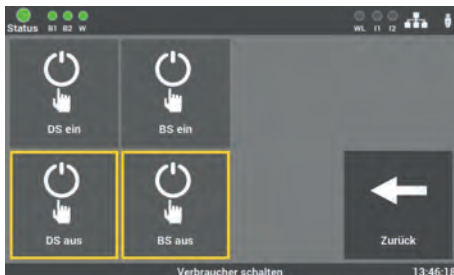 Status B1 B2 W WL I1 I2
DS ein BS ein
DS aus BS aus Zurück
Verbraucher schalten 13:46:18